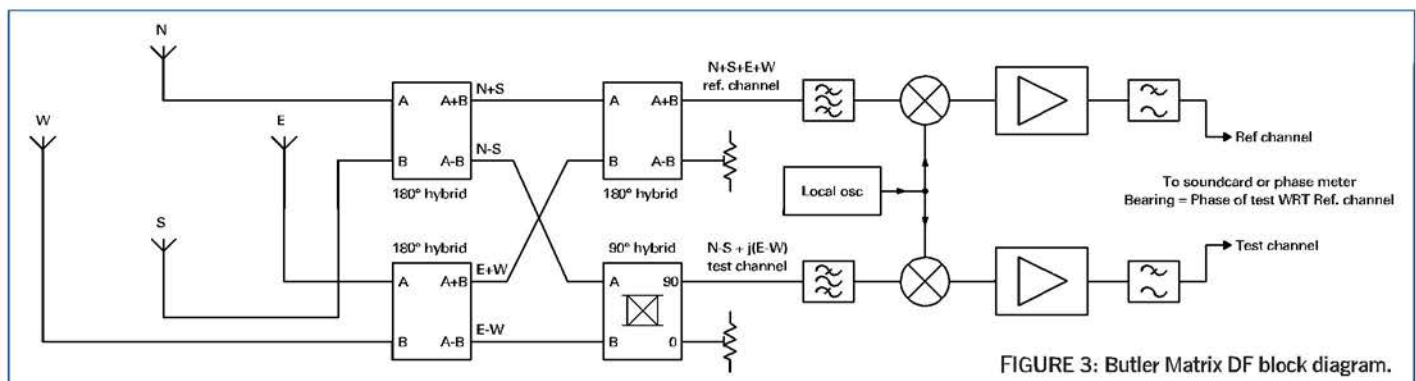 N
W
E
S
A A+B
B A-B
180° hybrid
N+S
N-S
180° hybrid
A A+B
B A-B
E+W
E-W
A A+B
B A-B
180° hybrid
90° hybrid
A 90
B 0
N+S+E+W
ref. channel
N-S + j(E-W)
test channel
Local osc
Ref channel
To soundcard or phase meter
Bearing = Phase of test WRT Ref. channel
Test channel
FIGURE 3: Butler Matrix DF block diagram.